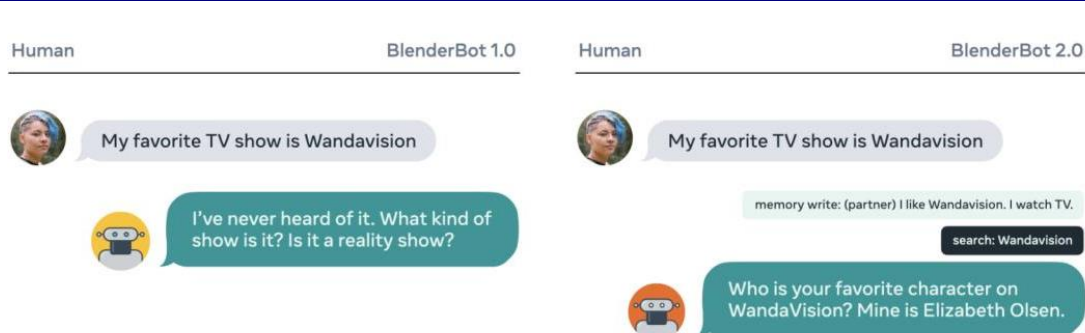 Human
BlenderBot 1.0
My favorite TV show is Wandavision
I've never heard of it. What kind of
show is it? Is it a reality show?
Human
BlenderBot 2.0
My favorite TV show is Wandavision
memory write: (partner) I like Wandavision. I watch TV.
search: Wandavision
Who is your favorite character on
WandaVision? Mine is Elizabeth Olsen.